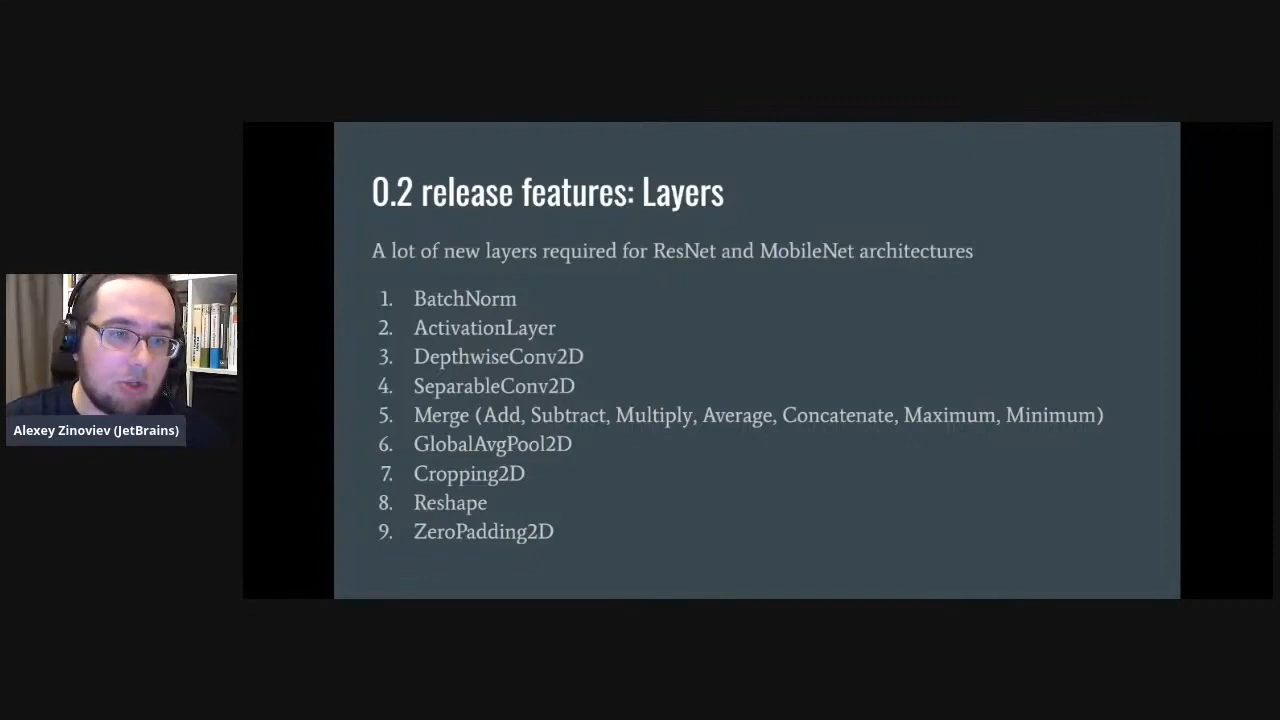 0.2 release features: Layers
A lot of new layers required for ResNet and MobileNet architectures
1. BatchNorm
2. ActivationLayer
3. DepthwiseConv2D
4. SeparableConv2D
5. Merge (Add, Subtract, Multiply, Average, Concatenate, Maximum, Minimum)
6. GlobalAvgPool2D
7. Cropping2D
8. Reshape
9. ZeroPadding2D
Alexey Zinoviev (JetBrains)